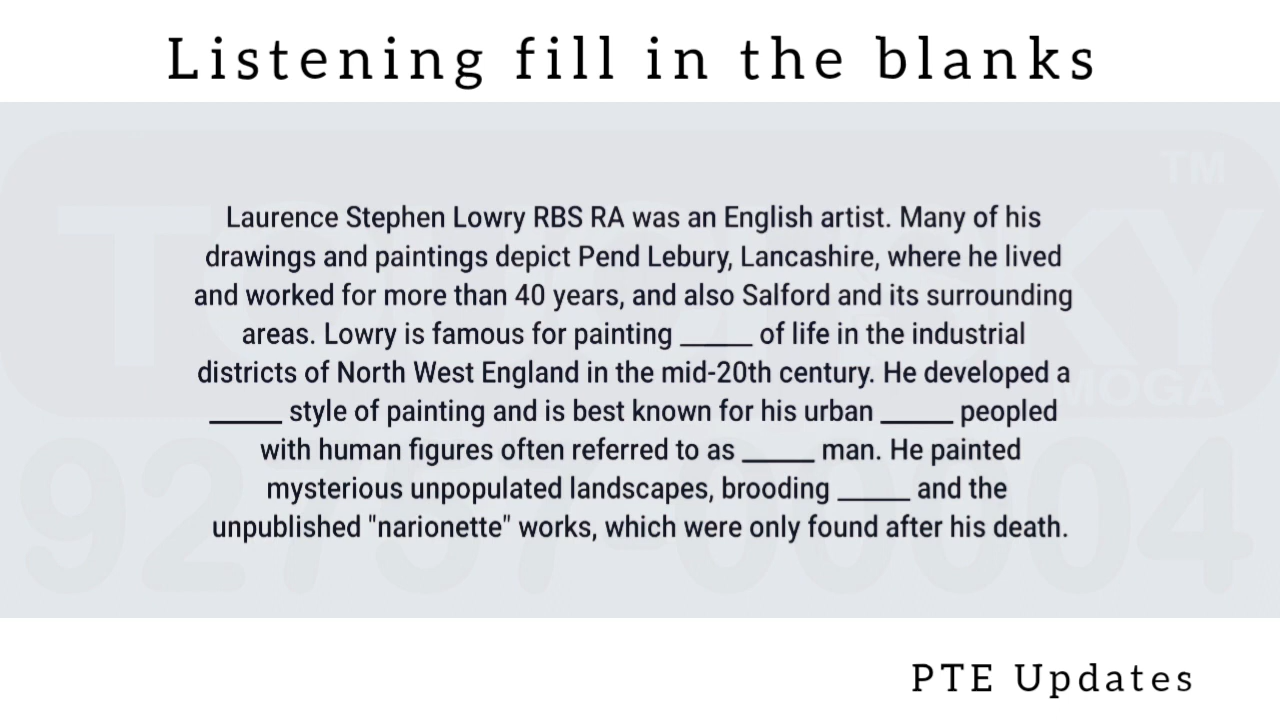 Listening fill in the blanks
Laurence Stephen Lowry RBS RA was an English artist. Many of his
drawings and paintings depict Pend Lebury, Lancashire, where he lived
and worked for more than 40 years, and also Salford and its surrounding
areas. Lowry is famous for painting _____ of life in the industrial
districts of North West England in the mid-20th century. He developed a
_____ style of painting and is best known for his urban _____ peopled
with human figures often referred to as _____ man. He painted
mysterious unpopulated landscapes, brooding _____ and the
unpublished "narionette" works, which were only found after his death.
TM
MOGA
PTE Updates